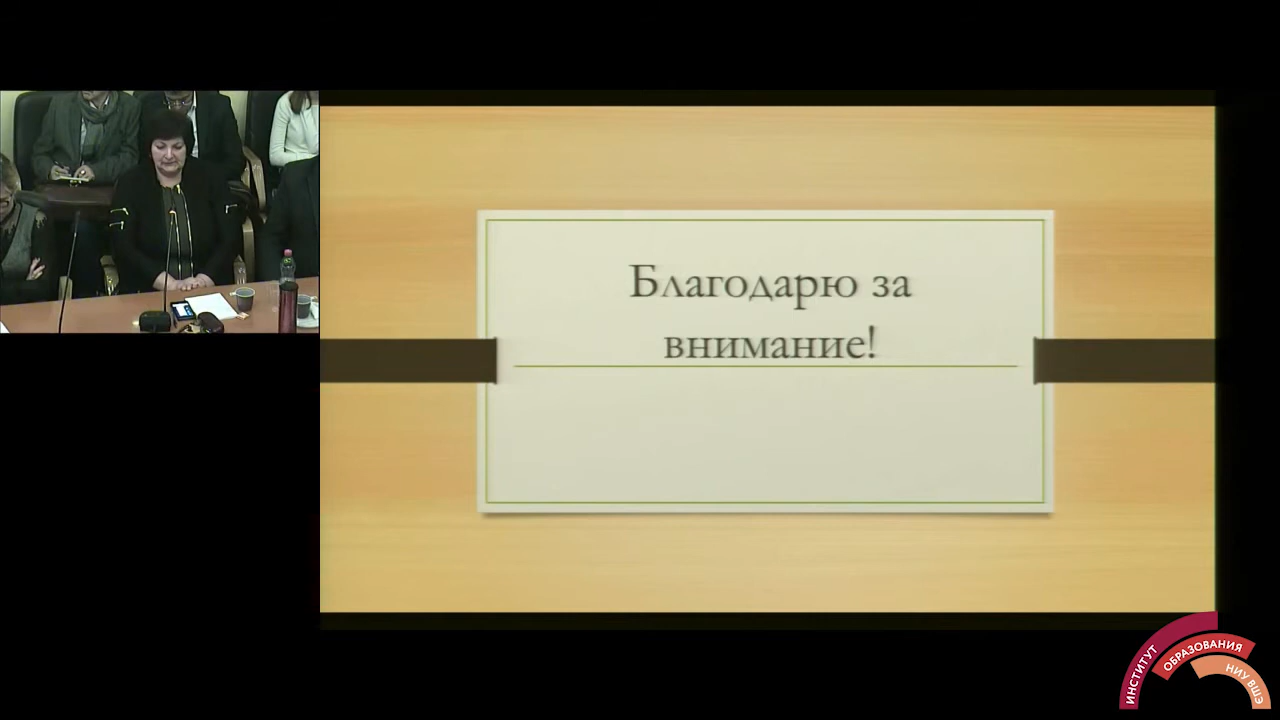 Благодарю за
внимание!
ИНСТИТУТ
ОБРАЗОВАНИЯ
НИУ ВШЭ